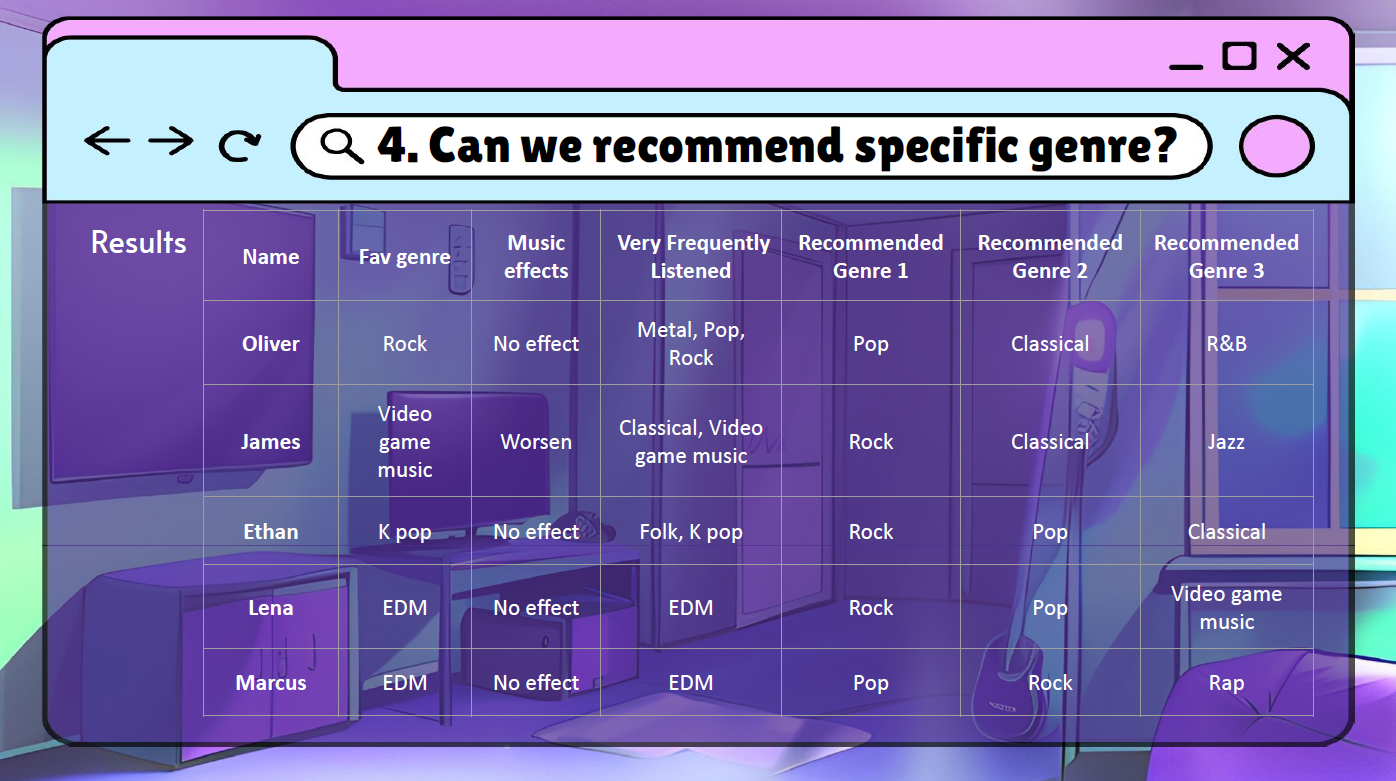 4. Can we recommend specific genre?
Results
Name Fav genre Music effects Very Frequently Listened Recommended Genre 1 Recommended Genre 2 Recommended Genre 3
Oliver Rock No effect Metal, Pop, Rock Pop Classical R&B
James Video game music Worsen Classical, Video game music Rock Classical Jazz
Ethan K pop No effect Folk, K pop Rock Pop Classical
Lena EDM No effect EDM Rock Pop Video game music
Marcus EDM No effect EDM Pop Rock Rap